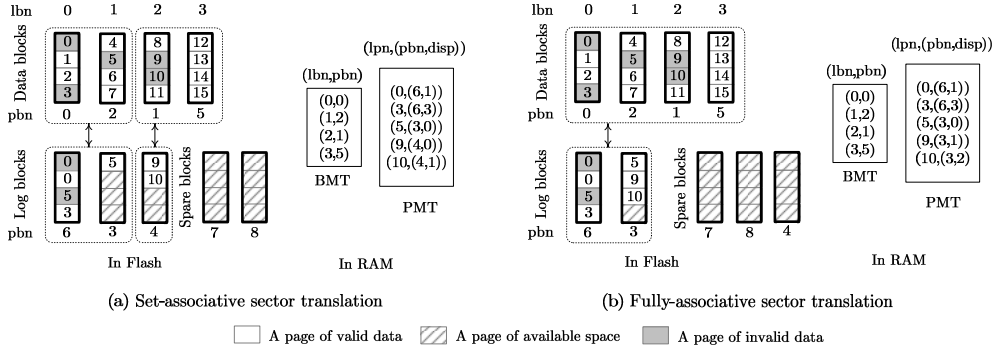 lbn 0 1 2 3
Data blocks
0 4 8 12
1 5 9 13
2 6 10 14
3 7 11 15
pbn 0 2 1 5
Log blocks
0 5 9
0 10
5
3
pbn 6 3 4
Spare blocks
7 8
In Flash
(lbn,pbn)
(0,0)
(1,2)
(2,1)
(3,5)
BMT
(lpn,(pbn,disp))
(0,(6,1))
(3,(6,3))
(5,(3,0))
(9,(4,0))
(10,(4,1))
PMT
In RAM
(a) Set-associative sector translation
lbn 0 1 2 3
Data blocks
0 4 8 12
1 5 9 13
2 6 10 14
3 7 11 15
pbn 0 2 1 5
Log blocks
0 5
0 9
5 10
3
pbn 6 3
Spare blocks
7 8 4
In Flash
(lbn,pbn)
(0,0)
(1,2)
(2,1)
(3,5)
BMT
(lpn,(pbn,disp))
(0,(6,1))
(3,(6,3))
(5,(3,0))
(9,(3,1))
(10,(3,2)
PMT
In RAM
(b) Fully-associative sector translation
A page of valid data
A page of available space
A page of invalid data